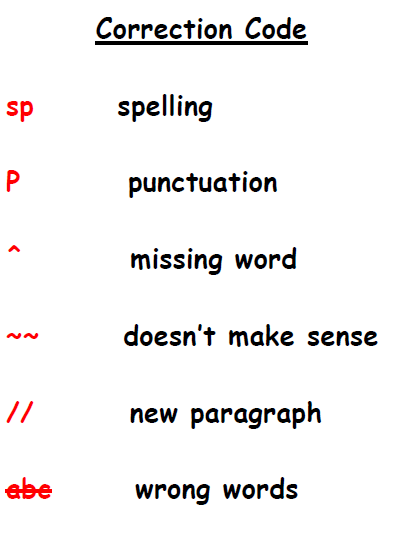 Correction Code
sp spelling
P punctuation
^ missing word
~~ doesn't make sense
// new paragraph
abc wrong words